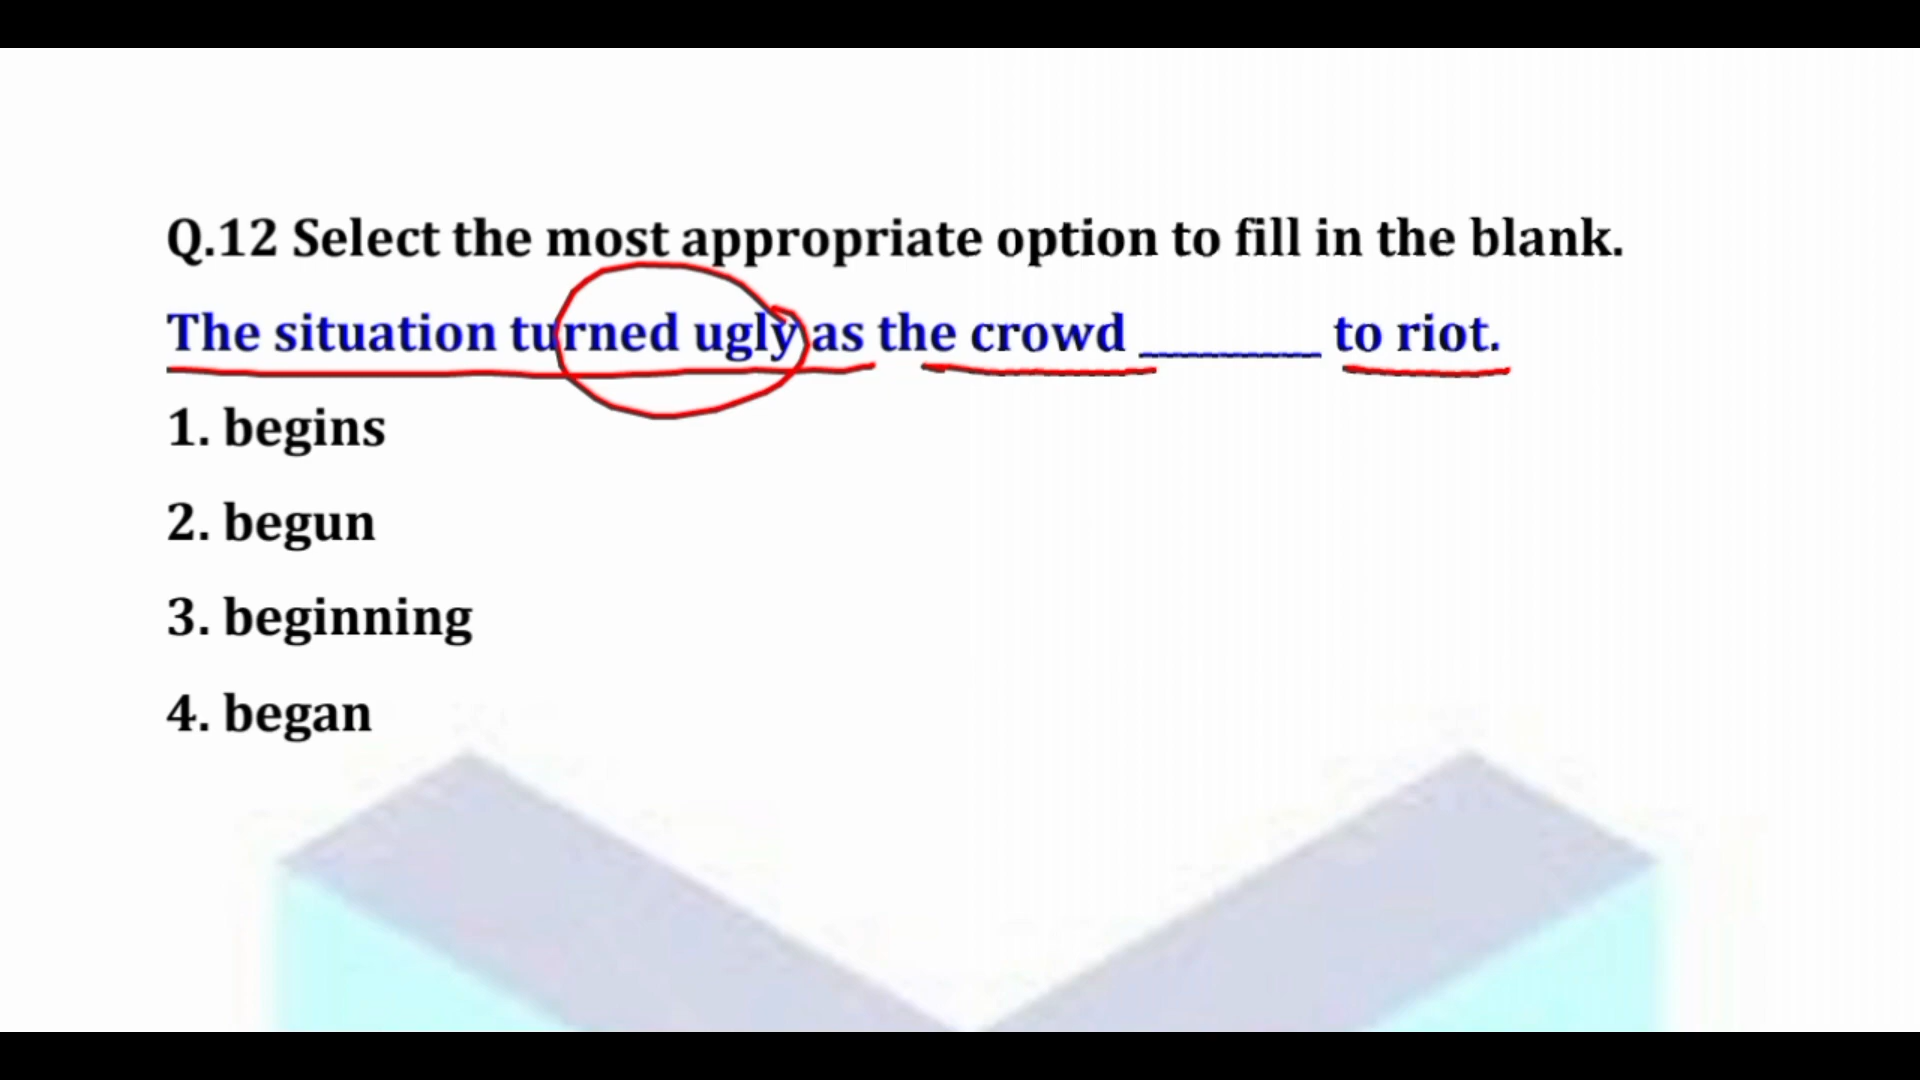 Q.12 Select the most appropriate option to fill in the blank.
The situation turned ugly as the crowd _________ to riot.
1. begins
2. begun
3. beginning
4. began